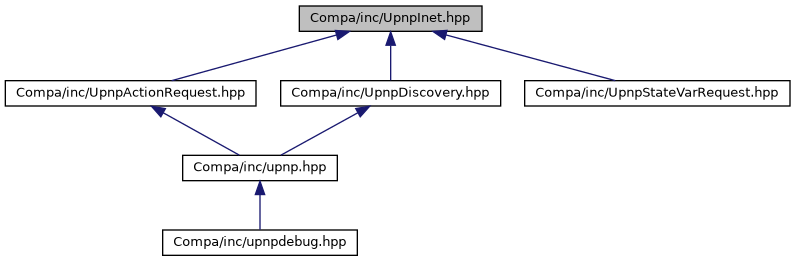 Compa/inc/UpnpInet.hpp
Compa/inc/UpnpActionRequest.hpp
Compa/inc/UpnpDiscovery.hpp
Compa/inc/UpnpStateVarRequest.hpp
Compa/inc/upnp.hpp
Compa/inc/upnpdebug.hpp